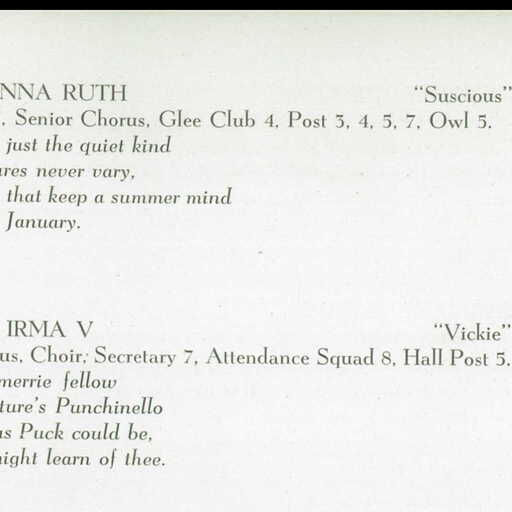 NNA RUTH "Suscious"
, Senior Chorus, Glee Club 4, Post 3, 4, 5, 7, Owl 5.
just the quiet kind
res never vary,
that keep a summer mind
January.
IRMA V "Vickie"
us, Choir, Secretary 7, Attendance Squad 8, Hall Post 5.
merrie fellow
ture's Punchinello
as Puck could be,
night learn of thee.